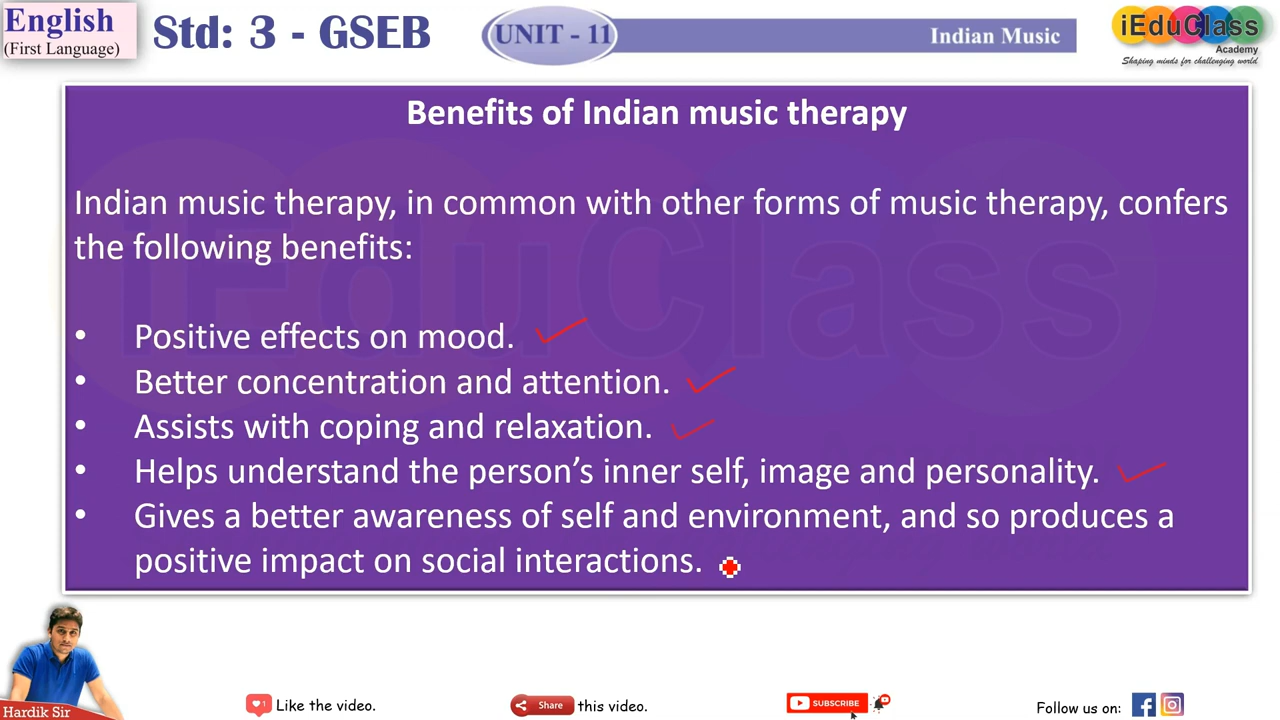 English
(First Language)
Std: 3 - GSEB
UNIT - 11
Indian Music
iEduClass
Academy
Shaping minds for challenging world
Benefits of Indian music therapy
Indian music therapy, in common with other forms of music therapy, confers
the following benefits:
• Positive effects on mood.
• Better concentration and attention.
• Assists with coping and relaxation.
• Helps understand the person’s inner self, image and personality.
• Gives a better awareness of self and environment, and so produces a
positive impact on social interactions.
iEduClass
Hardik Sir
1
Like the video.
Share this video.
SUBSCRIBE
Follow us on: